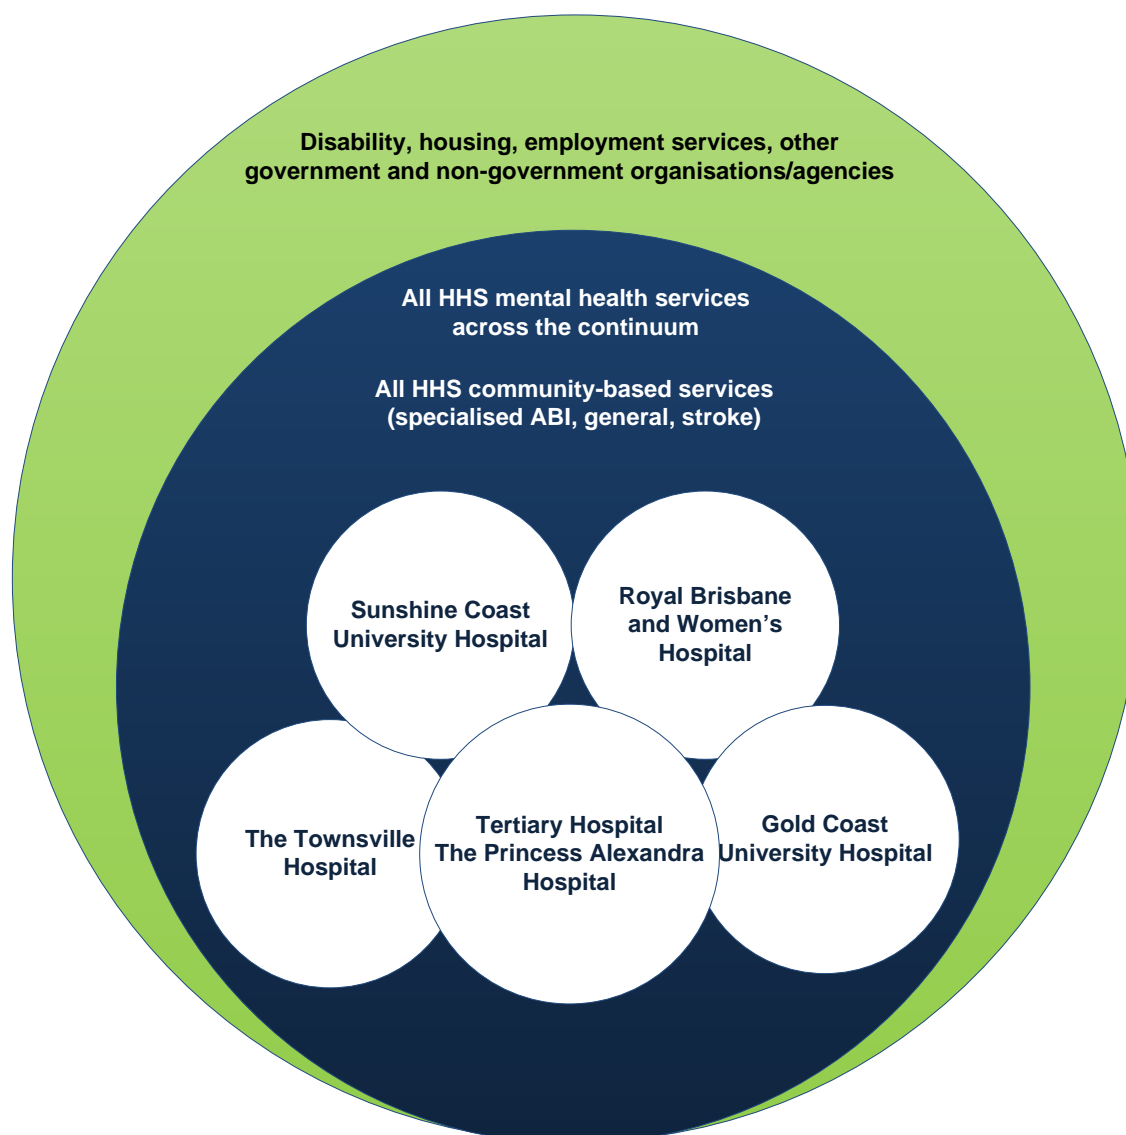 Disability, housing, employment services, other
government and non-government organisations/agencies
All HHS mental health services
across the continuum
All HHS community-based services
(specialised ABI, general, stroke)
Sunshine Coast
University Hospital
Royal Brisbane
and Women's
Hospital
The Townsville
Hospital
Tertiary Hospital
The Princess Alexandra
Hospital
Gold Coast
University Hospital